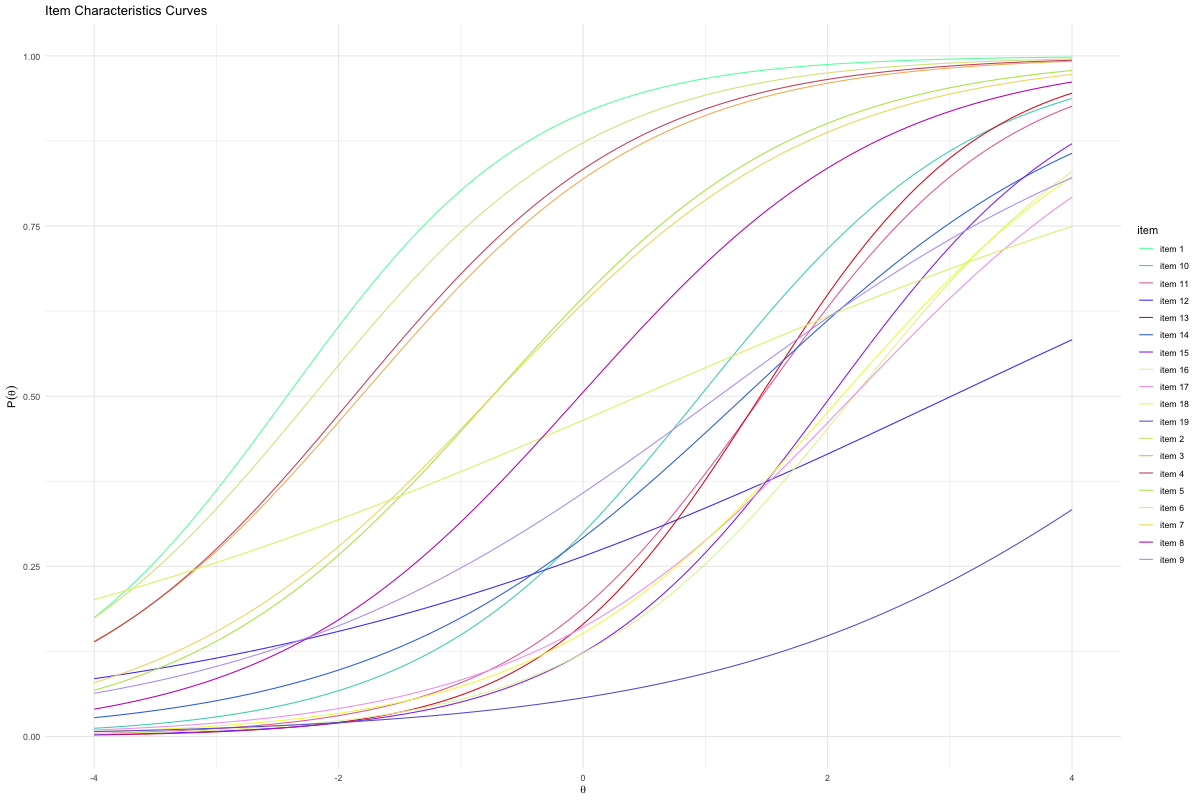 Item Characteristics Curves
P(θ)
1.00
0.75
0.50
0.25
0.00
-4
-2
0
2
4
θ
item
item 1
item 10
item 11
item 12
item 13
item 14
item 15
item 16
item 17
item 18
item 19
item 2
item 3
item 4
item 5
item 6
item 7
item 8
item 9